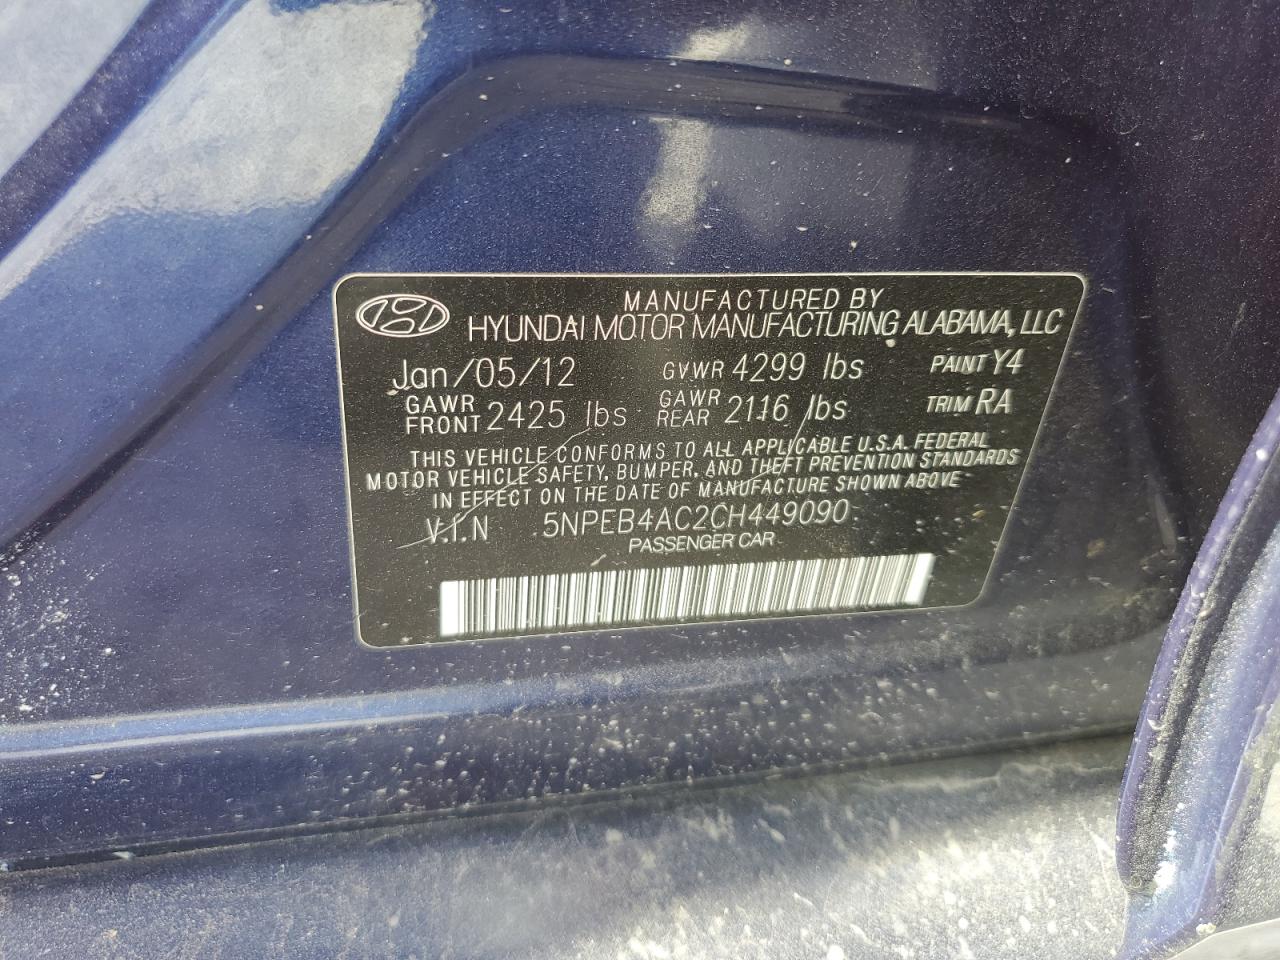 MANUFACTURED BY
HYUNDAI MOTOR MANUFACTURING ALABAMA, LLC
Jan/05/12 GVWR 4299 lbs PAINT Y4
GAWR FRONT 2425 lbs GAWR REAR 2116 lbs TRIM RA
THIS VEHICLE CONFORMS TO ALL APPLICABLE U.S.A. FEDERAL
MOTOR VEHICLE SAFETY, BUMPER, AND THEFT PREVENTION STANDARDS
IN EFFECT ON THE DATE OF MANUFACTURE SHOWN ABOVE
V.I.N 5NPEB4AC2CH449090
PASSENGER CAR